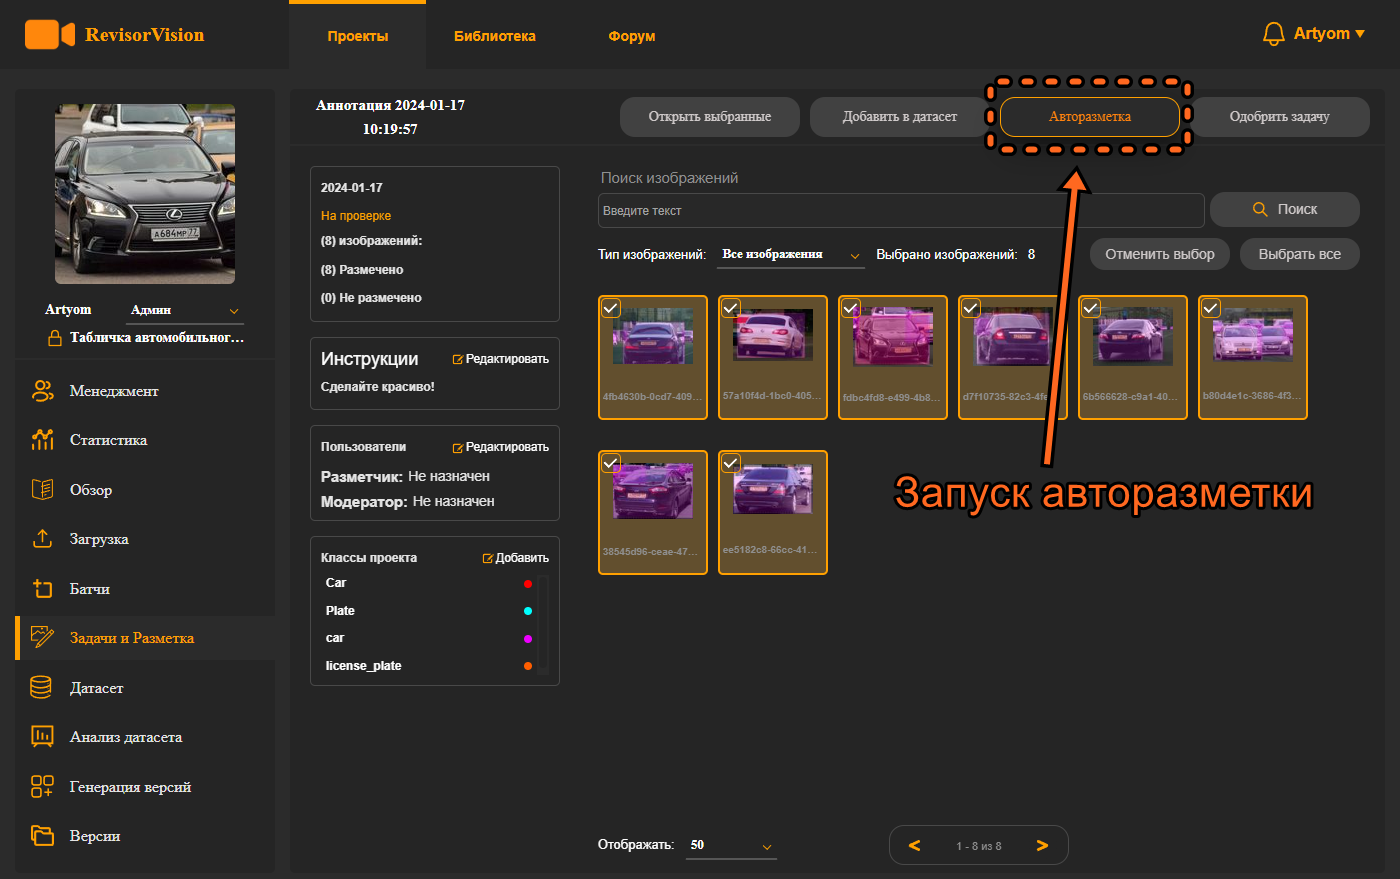 RevisorVision
Проекты
Библиотека
Форум
Artyom
А684МР 77
Artyom
Админ
Табличка автомобильног...
Менеджмент
Статистика
Обзор
Загрузка
Батчи
Задачи и Разметка
Датасет
Анализ датасета
Генерация версий
Версии
Аннотация 2024-01-17
10:19:57
Открыть выбранные
Добавить в датасет
Авторазметка
Одобрить задачу
2024-01-17
На проверке
(8) изображений:
(8) Размечено
(0) Не размечено
Инструкции
Редактировать
Сделайте красиво!
Пользователи
Редактировать
Разметчик: Не назначен
Модератор: Не назначен
Классы проекта
Добавить
Car
Plate
car
license_plate
Поиск изображений
Введите текст
Поиск
Тип изображений:
Все изображения
Выбрано изображений: 8
Отменить выбор
Выбрать все
4fb4630b-0cd7-409...
57a10f4d-1bc0-405...
fdbc4fd8-e499-4b8...
d7f10735-82c3-4fe
6b566628-c9a1-40...
b80d4e1c-3686-4f3...
38545d96-ceae-47...
ee5182c8-66cc-41...
Запуск авторазметки
Отображать:
50
1 - 8 из 8